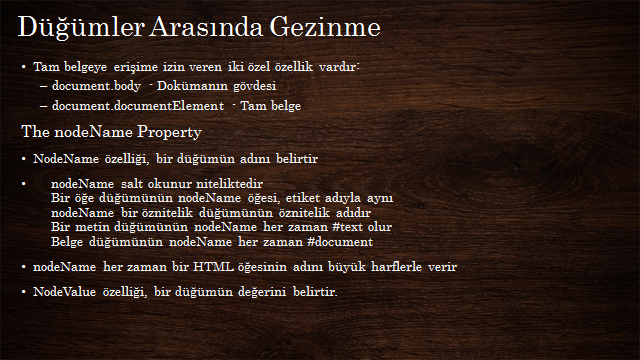 Düğümler Arasında Gezinme
• Tam belgeye erişime izin veren iki özel özellik vardır:
– document.body - Dokümanın gövdesi
– document.documentElement - Tam belge
The nodeName Property
• NodeName özelliği, bir düğümün adını belirtir
• nodeName salt okunur niteliktedir
Bir öğe düğümünün nodeName öğesi, etiket adıyla aynı
nodeName bir öznitelik düğümünün öznitelik adıdır
Bir metin düğümünün nodeName her zaman #text olur
Belge düğümünün nodeName her zaman #document
• nodeName her zaman bir HTML öğesinin adını büyük harflerle verir
• NodeValue özelliği, bir düğümün değerini belirtir.